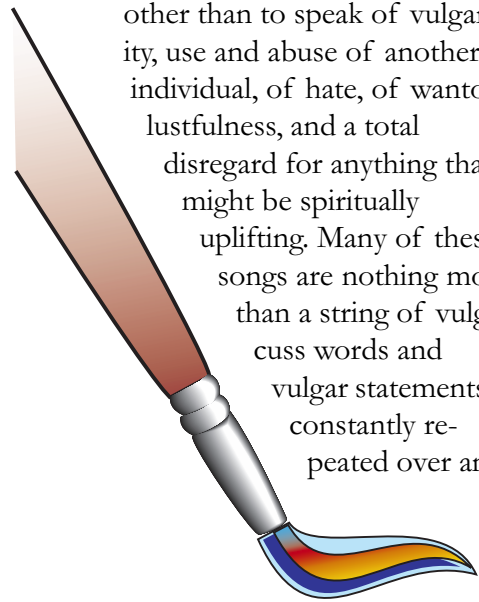 other than to speak of vulgar
ity, use and abuse of another
individual, of hate, of wanto
lustfulness, and a total
disregard for anything tha
might be spiritually
uplifting. Many of thes
songs are nothing mo
than a string of vulg
cuss words and
vulgar statements
constantly re-
peated over an